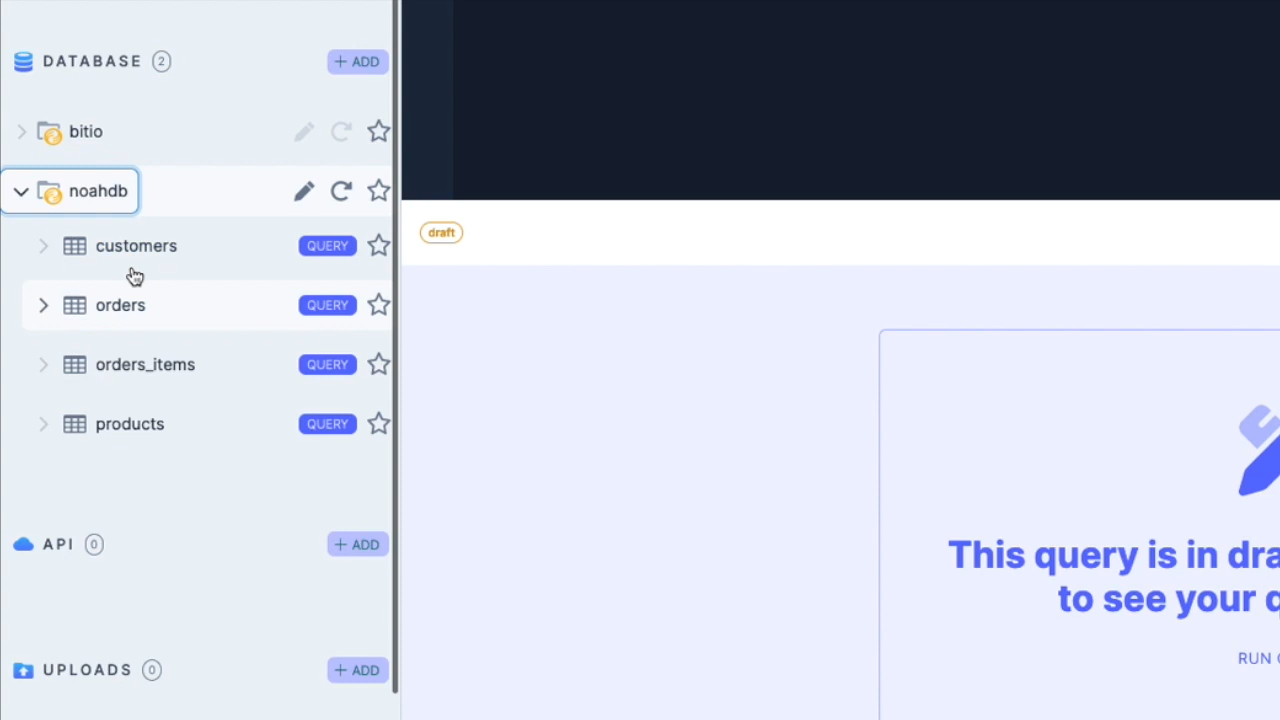 DATABASE 2
+ ADD
bitio
noahdb
customers QUERY
orders QUERY
orders_items QUERY
products QUERY
API 0
+ ADD
UPLOADS 0
+ ADD
draft
This query is in dra
to see your q
RUN